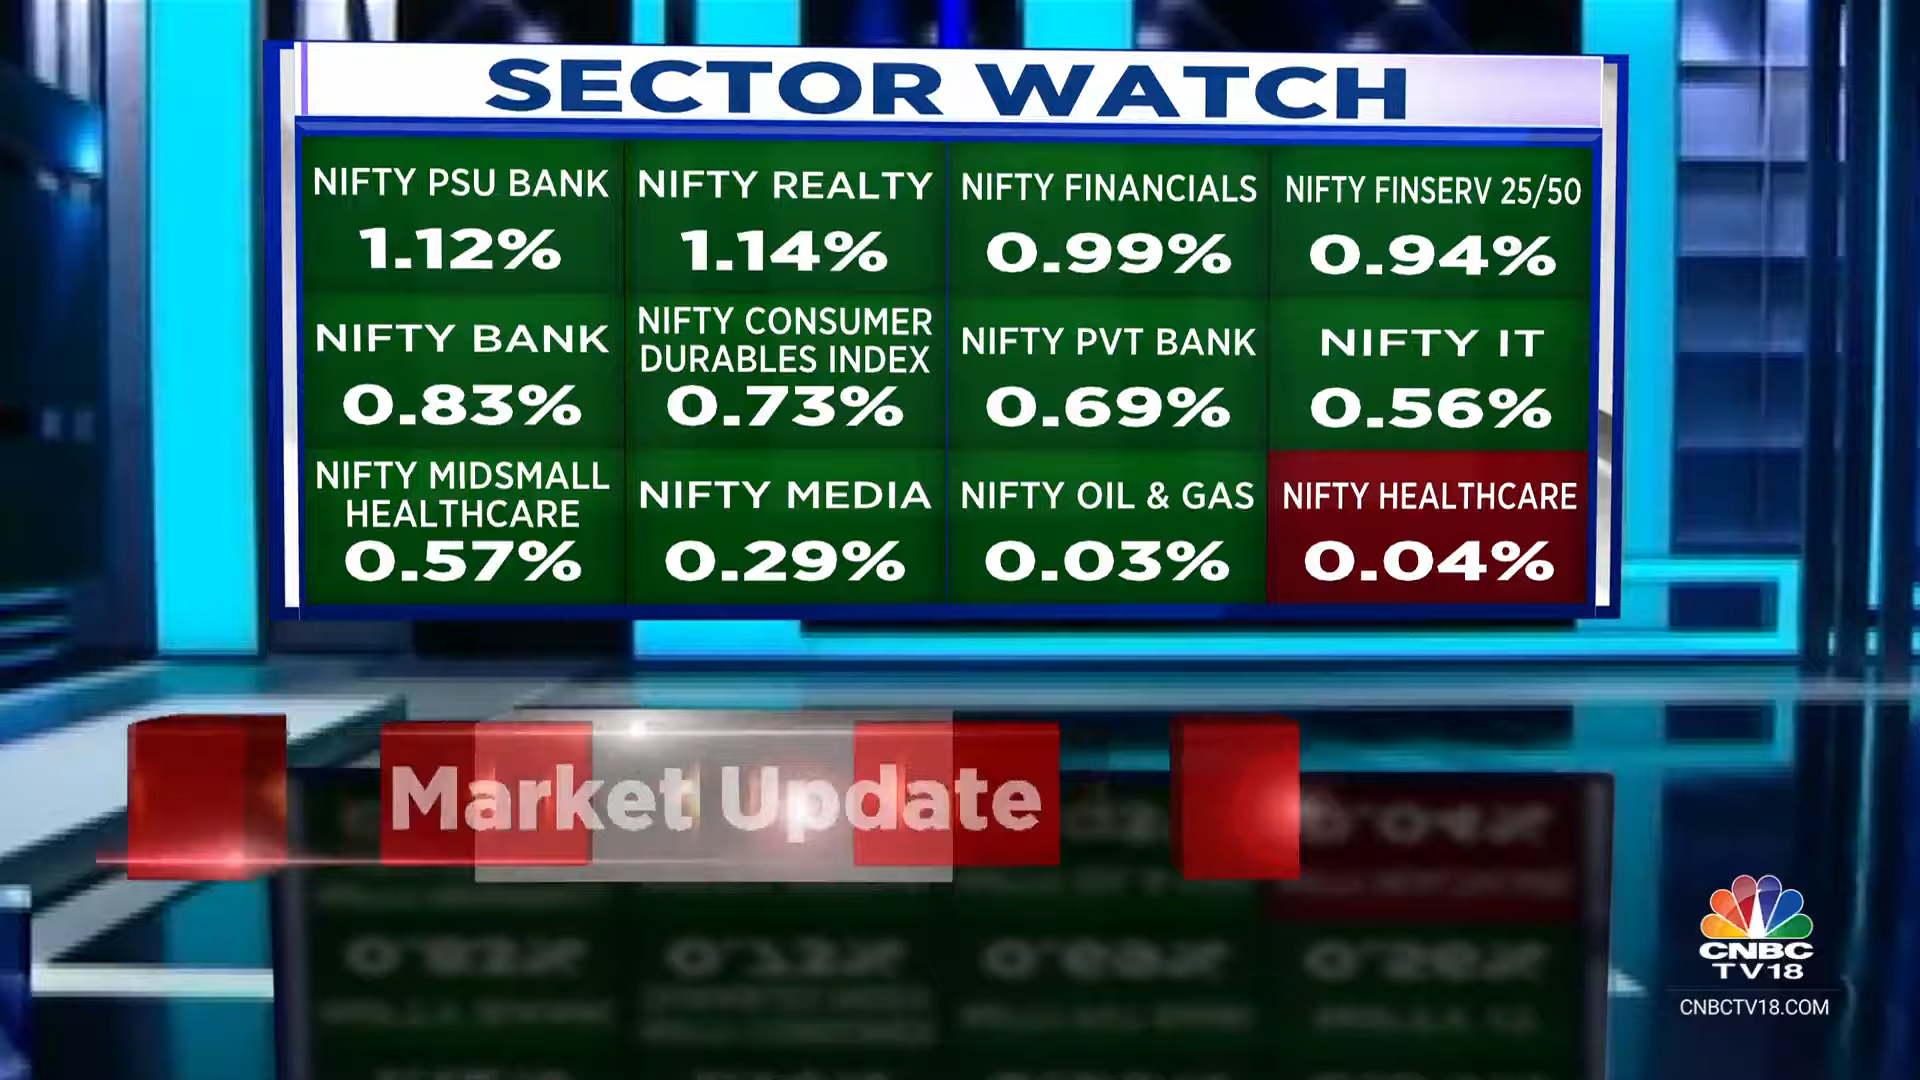 SECTOR WATCH
NIFTY PSU BANK
1.12%
NIFTY REALTY
1.14%
NIFTY FINANCIALS
0.99%
NIFTY FINSERV 25/50
0.94%
NIFTY BANK
0.83%
NIFTY CONSUMER
DURABLES INDEX
0.73%
NIFTY PVT BANK
0.69%
NIFTY IT
0.56%
NIFTY MIDSMALL
HEALTHCARE
0.57%
NIFTY MEDIA
0.29%
NIFTY OIL & GAS
0.03%
NIFTY HEALTHCARE
0.04%
Market Update
CNBC
TV18
CNBCTV18.COM